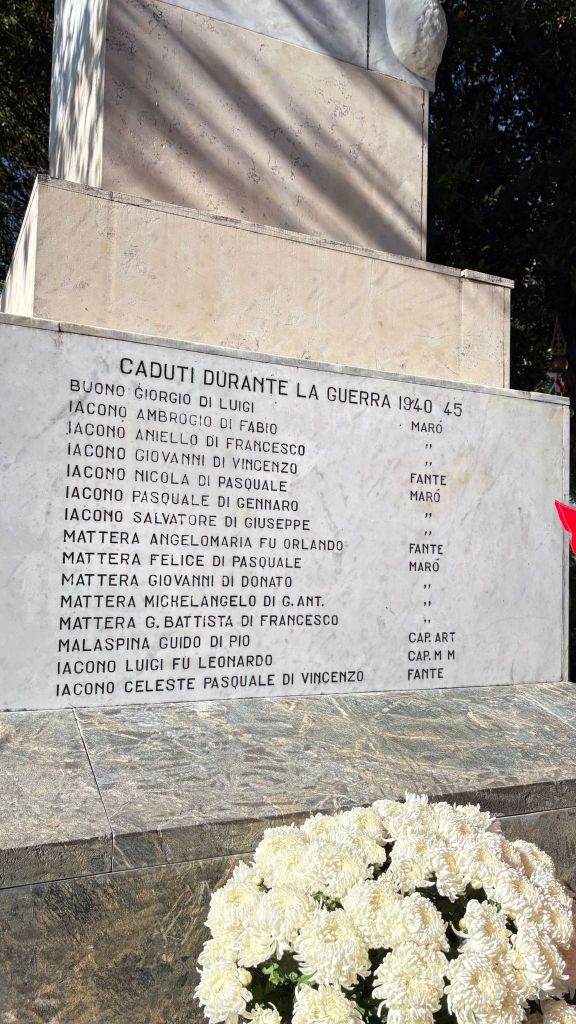 CADUTI DURANTE LA GUERRA 1940 45
BUONO GIORGIO DI LUIGI MARÒ
IACONO AMBROGIO DI FABIO ,,
IACONO ANIELLO DI FRANCESCO ,,
IACONO GIOVANNI DI VINCENZO FANTE
IACONO NICOLA DI PASQUALE MARÒ
IACONO PASQUALE DI GENNARO ,,
IACONO SALVATORE DI GIUSEPPE ,,
MATTERA ANGELOMARIA FU ORLANDO FANTE
MATTERA FELICE DI PASQUALE MARÒ
MATTERA GIOVANNI DI DONATO ,,
MATTERA MICHELANGELO DI G. ANT. ,,
MATTERA G. BATTISTA DI FRANCESCO ,,
MALASPINA GUIDO DI PIO CAP. ART
IACONO LUIGI FU LEONARDO CAP. M M
IACONO CELESTE PASQUALE DI VINCENZO FANTE